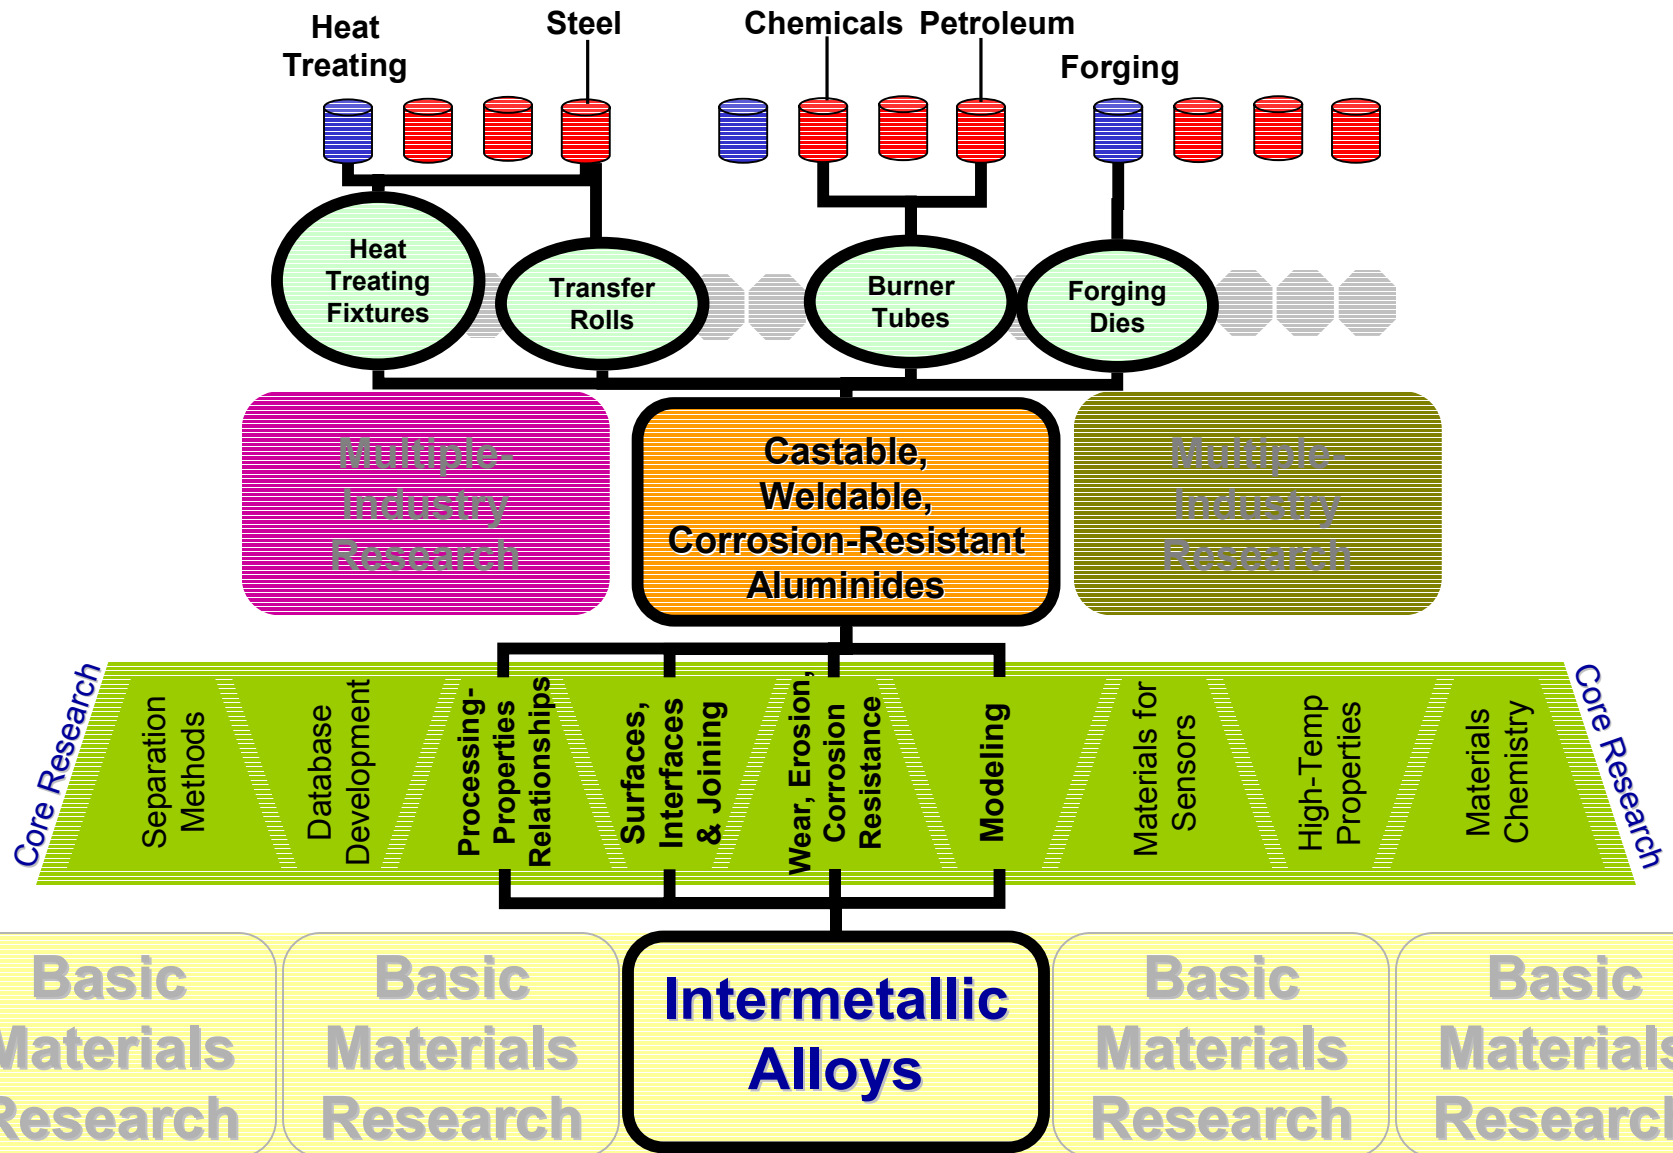 Heat
Treating
Steel
Chemicals
Petroleum
Forging
Heat
Treating
Fixtures
Transfer
Rolls
Burner
Tubes
Forging
Dies
Multiple-
Industry
Research
Castable,
Weldable,
Corrosion-Resistant
Aluminides
Multiple-
Industry
Research
Core Research
Separation
Methods
Database
Development
Processing-
Properties
Relationships
Surfaces,
Interfaces
& Joining
Wear, Erosion,
Corrosion
Resistance
Modeling
Materials for
Sensors
High-Temp
Properties
Materials
Chemistry
Core Research
Basic
Materials
Research
Basic
Materials
Research
Intermetallic
Alloys
Basic
Materials
Research
Basic
Materials
Research